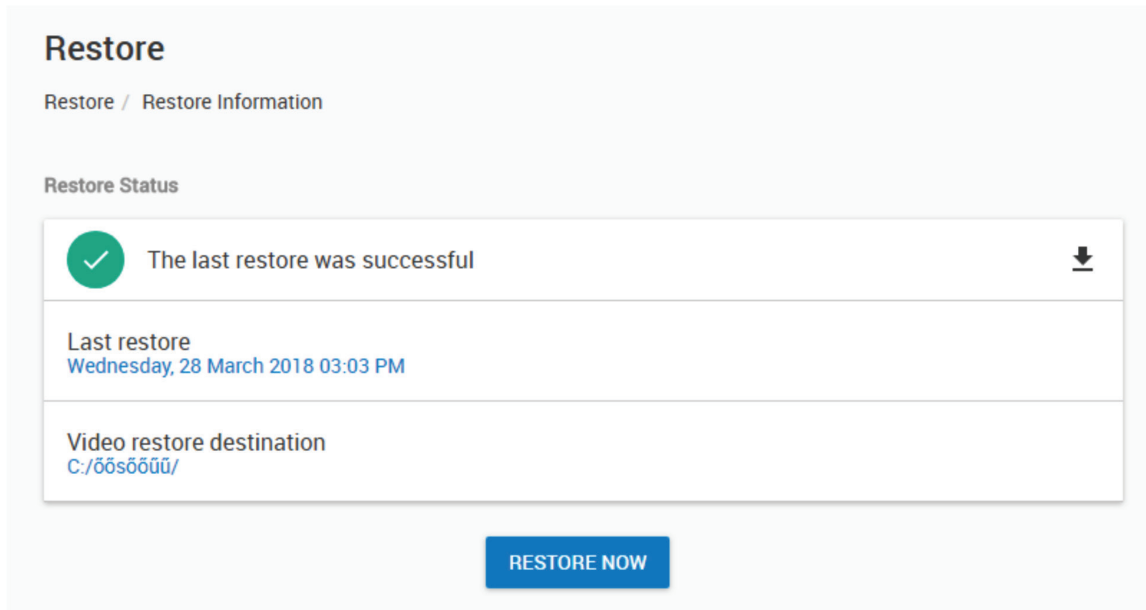 Restore
Restore / Restore Information
Restore Status
The last restore was successful
Last restore
Wednesday, 28 March 2018 03:03 PM
Video restore destination
C:/őősőőűű/
RESTORE NOW